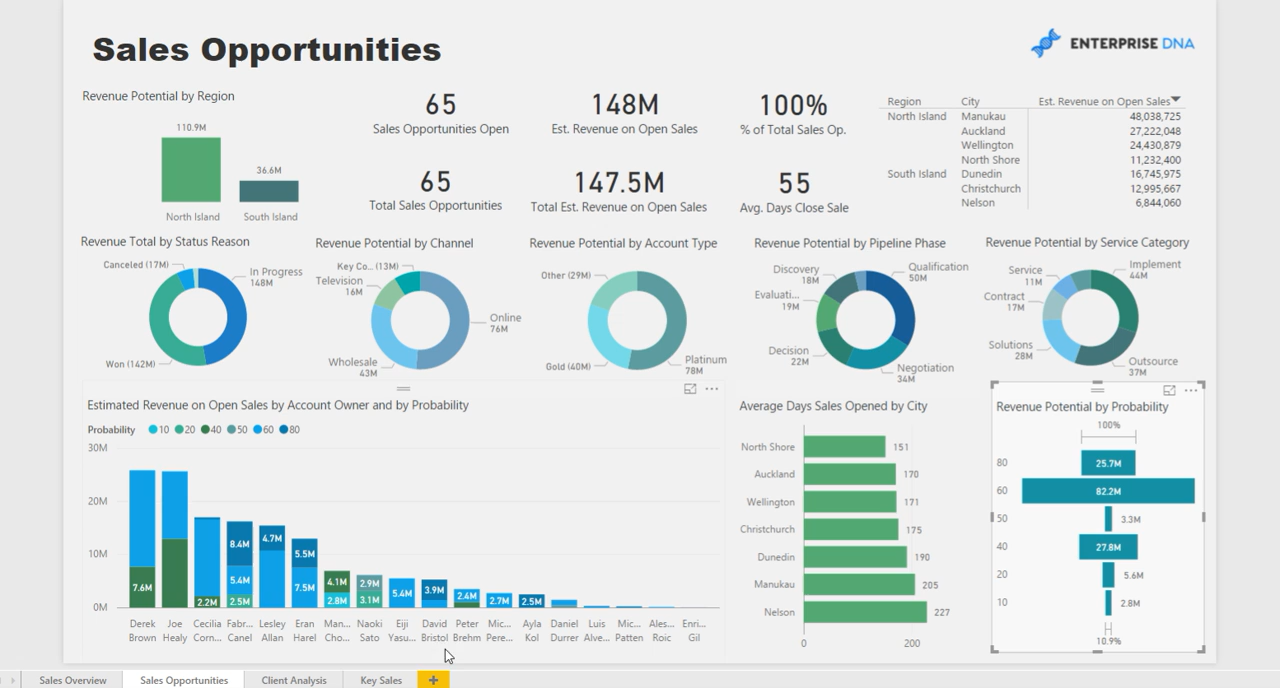 Sales Opportunities
ENTERPRISE DNA
Revenue Potential by Region
110.9M
36.6M
North Island
South Island
65
Sales Opportunities Open
148M
Est. Revenue on Open Sales
100%
% of Total Sales Op.
65
Total Sales Opportunities
147.5M
Total Est. Revenue on Open Sales
55
Avg. Days Close Sale
Region City Est. Revenue on Open Sales
North Island Manukau 48,038,725
Auckland 27,222,048
Wellington 24,430,879
North Shore 11,232,400
South Island Dunedin 16,745,975
Christchurch 12,995,667
Nelson 6,844,060
Revenue Total by Status Reason
Canceled (17M)
In Progress
148M
Won (142M)
Revenue Potential by Channel
Key Co... (13M)
Television
16M
Online
76M
Wholesale
43M
Revenue Potential by Account Type
Other (29M)
Gold (40M)
Platinum
78M
Revenue Potential by Pipeline Phase
Discovery
18M
Qualification
50M
Evaluati...
19M
Decision
22M
Negotiation
34M
Revenue Potential by Service Category
Service
11M
Implement
44M
Contract
17M
Solutions
28M
Outsource
37M
Estimated Revenue on Open Sales by Account Owner and by Probability
Probability 10 20 40 50 60 80
30M
20M
10M
0M
7.6M
2.2M
8.4M
5.4M
2.5M
4.7M
5.5M
7.5M
4.1M
2.8M
2.9M
3.1M
5.4M
3.9M
2.4M
2.7M
2.5M
Derek Brown
Joe Healy
Cecilia Corn...
Fabr... Canel
Lesley Allan
Eran Harel
Man... Cho...
Naoki Sato
Eiji Yasu...
David Bristol
Peter Brehm
Mic... Pere...
Ayla Kol
Daniel Durrer
Luis Alve...
Mic... Patten
Ales... Roic
Enri... Gil
Average Days Sales Opened by City
North Shore 151
Auckland 170
Wellington 171
Christchurch 175
Dunedin 190
Manukau 205
Nelson 227
0 200
Revenue Potential by Probability
100%
80 25.7M
60 82.2M
50 3.3M
40 27.8M
20 5.6M
10 2.8M
10.9%
Sales Overview
Sales Opportunities
Client Analysis
Key Sales
+